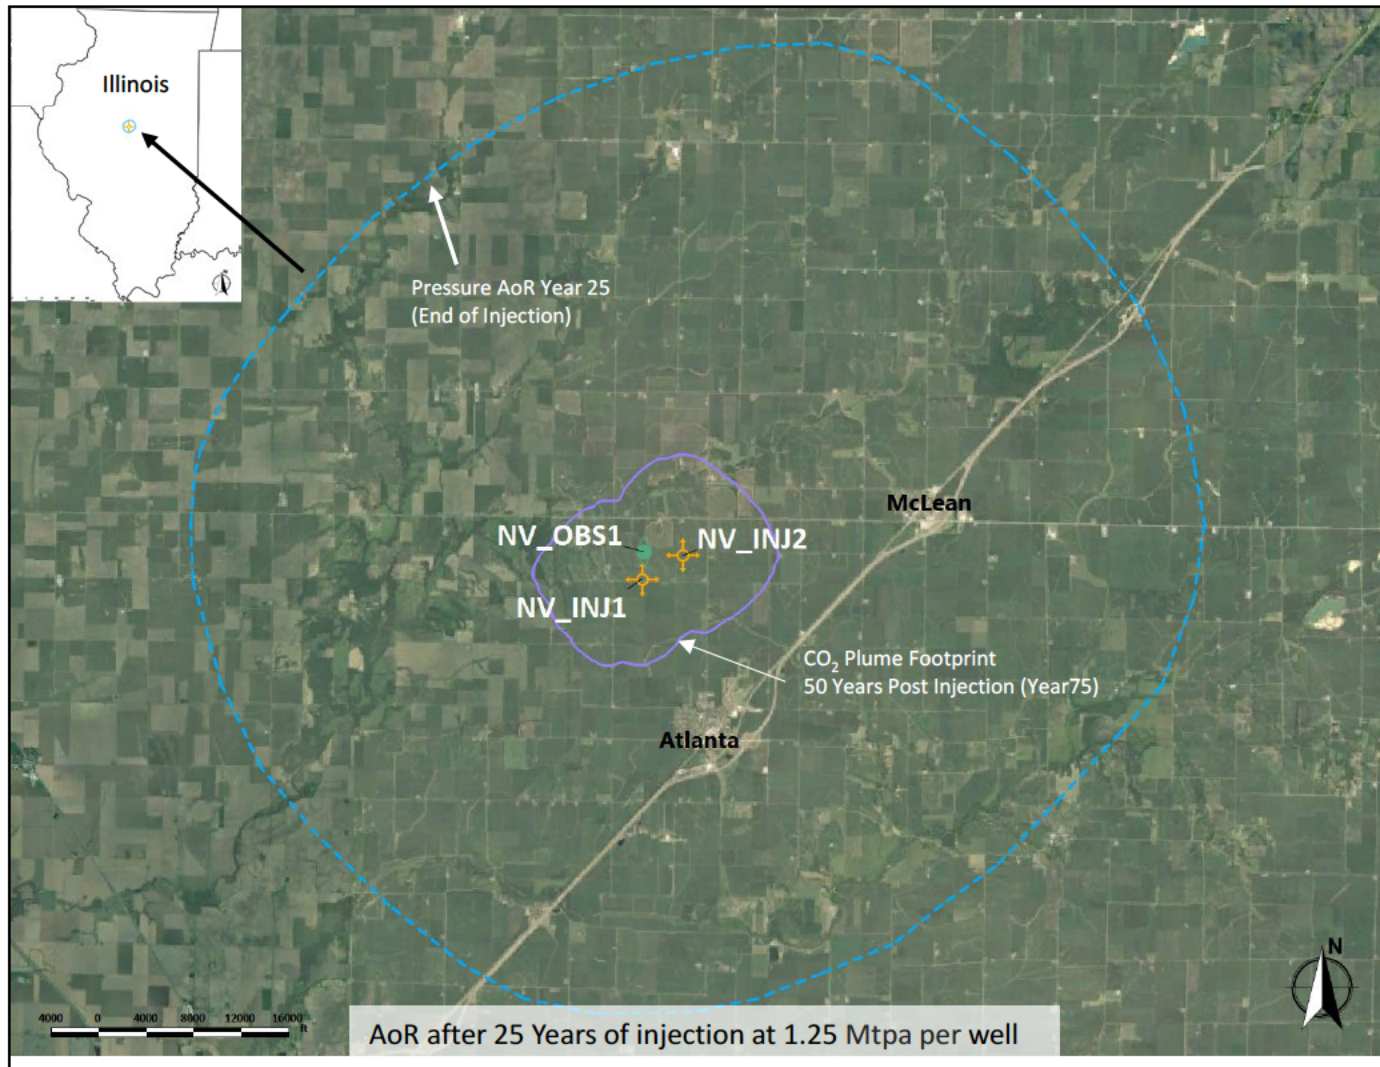 Illinois
N
Pressure AoR Year 25
(End of Injection)
McLean
NV_OBS1
NV_INJ2
NV_INJ1
CO₂ Plume Footprint
50 Years Post Injection (Year75)
Atlanta
N
4000 0 4000 8000 12000 16000
ft
AoR after 25 Years of injection at 1.25 Mtpa per well